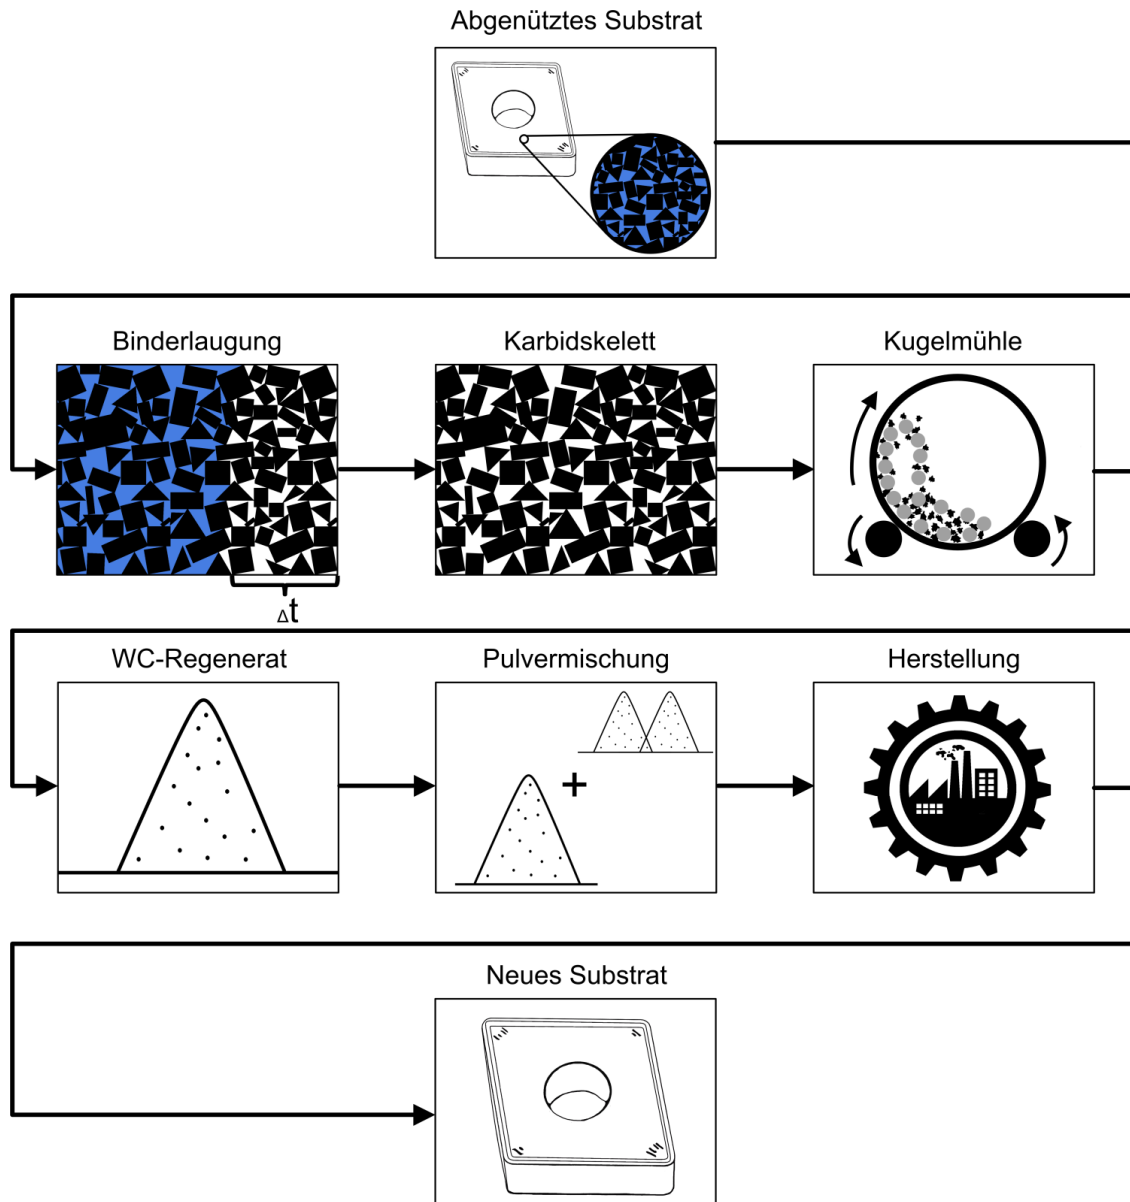 Abgenütztes Substrat
Binderlaugung
Karbidskelett
Kugelmühle
Δt
WC-Regenerat
Pulvermischung
Herstellung
+
Neues Substrat